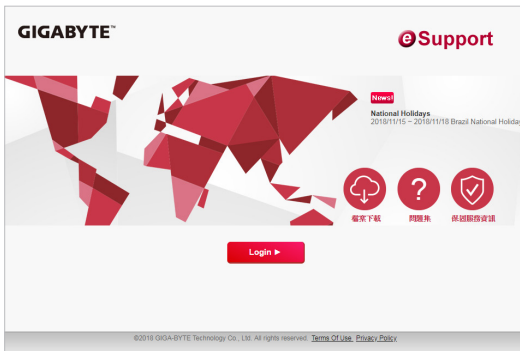 GIGABYTE™
eSupport
News!
National Holidays
2018/11/15 ~ 2018/11/18 Brazil National Holiday
檔案下載
問題集
保固服務資訊
Login ►
©2018 GIGA-BYTE Technology Co., Ltd. All rights reserved. Terms Of Use Privacy Policy